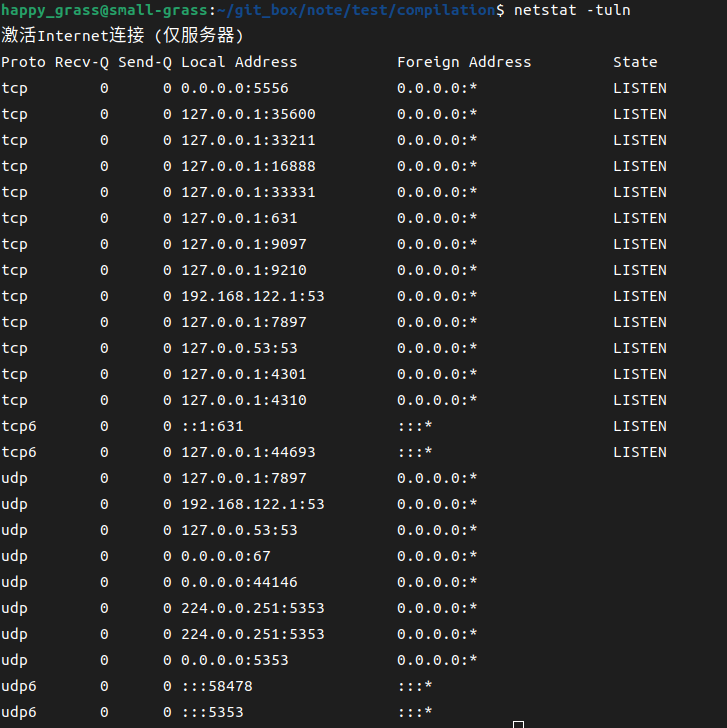 happy_grass@small-grass:~/git_box/note/test/compilation$ netstat -tuln
激活Internet连接 (仅服务器)
Proto Recv-Q Send-Q Local Address           Foreign Address         State
tcp        0      0 0.0.0.0:5556            0.0.0.0:*               LISTEN
tcp        0      0 127.0.0.1:35600         0.0.0.0:*               LISTEN
tcp        0      0 127.0.0.1:33211         0.0.0.0:*               LISTEN
tcp        0      0 127.0.0.1:16888         0.0.0.0:*               LISTEN
tcp        0      0 127.0.0.1:33331         0.0.0.0:*               LISTEN
tcp        0      0 127.0.0.1:631           0.0.0.0:*               LISTEN
tcp        0      0 127.0.0.1:9097          0.0.0.0:*               LISTEN
tcp        0      0 127.0.0.1:9210          0.0.0.0:*               LISTEN
tcp        0      0 192.168.122.1:53        0.0.0.0:*               LISTEN
tcp        0      0 127.0.0.1:7897          0.0.0.0:*               LISTEN
tcp        0      0 127.0.0.53:53           0.0.0.0:*               LISTEN
tcp        0      0 127.0.0.1:4301          0.0.0.0:*               LISTEN
tcp        0      0 127.0.0.1:4310          0.0.0.0:*               LISTEN
tcp6       0      0 ::1:631                 :::*                    LISTEN
tcp6       0      0 127.0.0.1:44693         :::*                    LISTEN
udp        0      0 127.0.0.1:7897          0.0.0.0:*
udp        0      0 192.168.122.1:53        0.0.0.0:*
udp        0      0 127.0.0.53:53           0.0.0.0:*
udp        0      0 0.0.0.0:67              0.0.0.0:*
udp        0      0 0.0.0.0:44146           0.0.0.0:*
udp        0      0 224.0.0.251:5353        0.0.0.0:*
udp        0      0 224.0.0.251:5353        0.0.0.0:*
udp        0      0 0.0.0.0:5353            0.0.0.0:*
udp6       0      0 :::58478                :::*
udp6       0      0 :::5353                 :::*